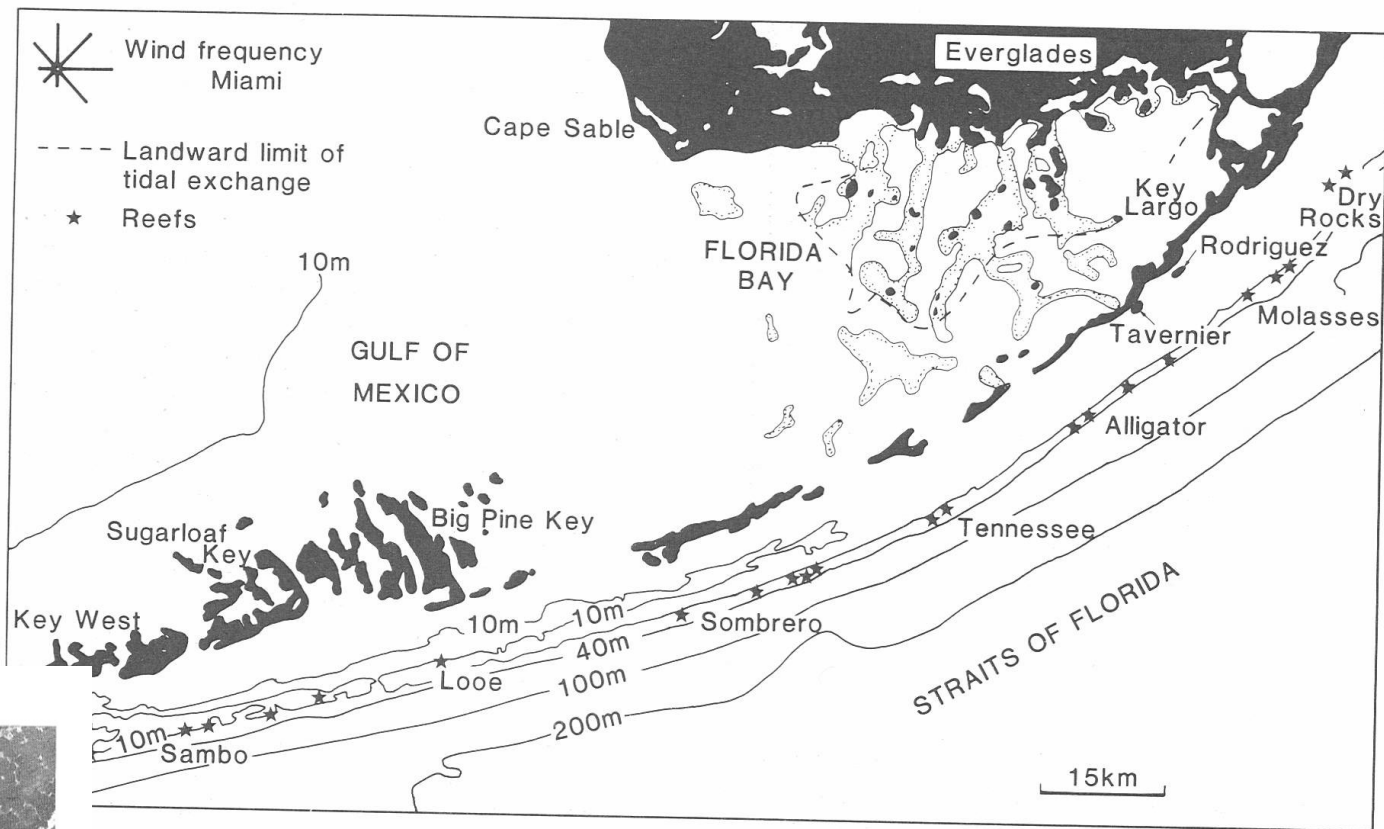 Wind frequency
Miami
Landward limit of
tidal exchange
Reefs
Everglades
Cape Sable
Key
Largo
Dry
Rocks
Rodriguez
FLORIDA
BAY
Molasses
10m
Tavernier
GULF OF
MEXICO
Alligator
Sugarloaf
Key
Big Pine Key
Tennessee
Key West
10m
10m
Sombrero
40m
Looe
100m
STRAITS OF FLORIDA
200m
10m
Sambo
15km